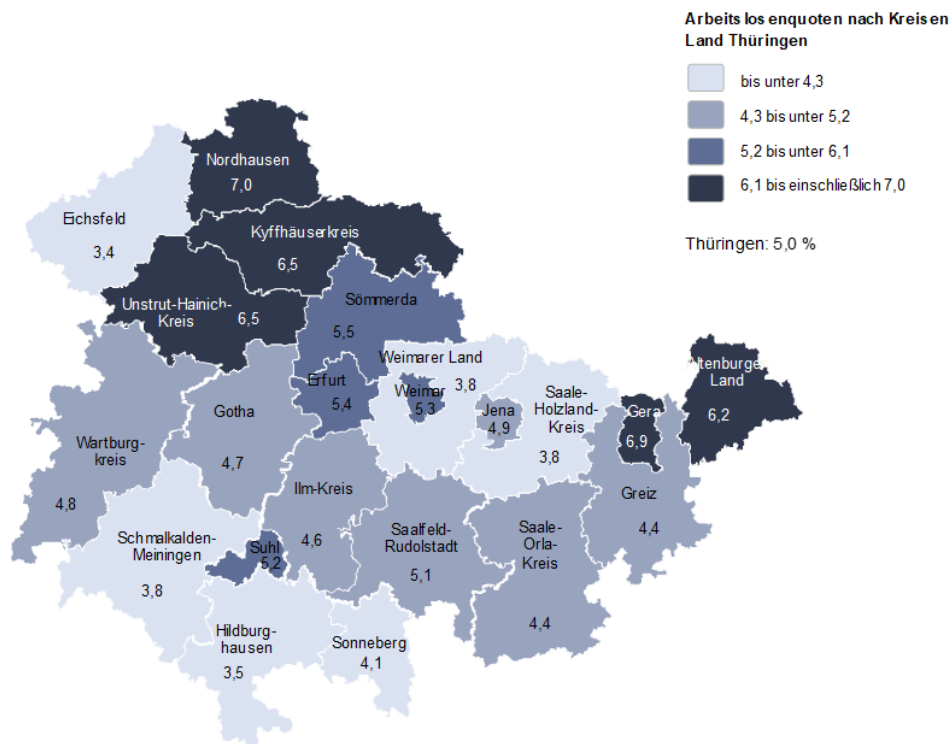 Arbeitslosenquoten nach Kreisen
Land Thüringen
bis unter 4,3
4,3 bis unter 5,2
5,2 bis unter 6,1
6,1 bis einschließlich 7,0
Thüringen: 5,0 %
Nordhausen
7,0
Eichsfeld
3,4
Kyffhäuserkreis
6,5
Unstrut-Hainich-
Kreis
6,5
Sömmerda
5,5
Weimarer Land
3,8
Erfurt
5,4
Weimar
5,3
Jena
4,9
Saale-
Holzland-
Kreis
3,8
Gera
6,9
Altenburger
Land
6,2
Gotha
4,7
Wartburg-
kreis
4,8
Ilm-Kreis
4,6
Greiz
4,4
Schmalkalden-
Meiningen
3,8
Suhl
5,2
Saalfeld-
Rudolstadt
5,1
Saale-
Orla-
Kreis
4,4
Hildburg-
hausen
3,5
Sonneberg
4,1